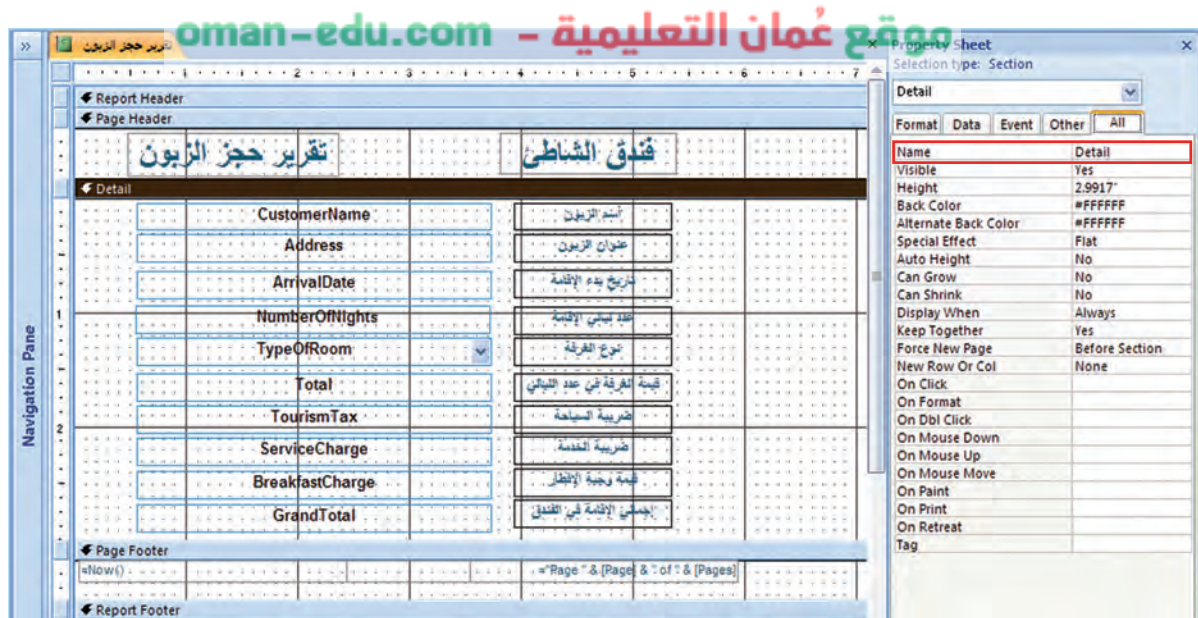 موقع عُمان التعليمية - oman-edu.com
تقرير حجز الزبون
Report Header
Page Header
فندق الشاطئ
تقرير حجز الزبون
Detail
أسم الزبون CustomerName
عنوان الزبون Address
تاريخ بدء الإقامة ArrivalDate
عدد ليالي الإقامة NumberOfNights
نوع الغرفة TypeOfRoom
قيمة الغرفة في عدد الليالي Total
ضريبة السياحة TourismTax
ضريبة الخدمة ServiceCharge
قيمة وجبة الإفطار BreakfastCharge
إجمالي الإقامة في الفندق GrandTotal
Page Footer
=Now() ="Page " & [Page] & " of " & [Pages]
Report Footer
Navigation Pane
Property Sheet
Selection type: Section
Detail
Format Data Event Other All
Name Detail
Visible Yes
Height 2.9917"
Back Color #FFFFFF
Alternate Back Color #FFFFFF
Special Effect Flat
Auto Height No
Can Grow No
Can Shrink No
Display When Always
Keep Together Yes
Force New Page Before Section
New Row Or Col None
On Click
On Format
On Dbl Click
On Mouse Down
On Mouse Up
On Mouse Move
On Paint
On Print
On Retreat
Tag